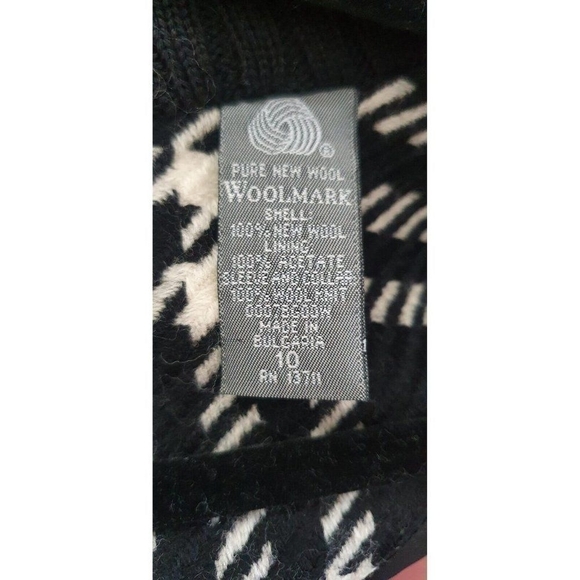 ®
PURE NEW WOOL
WOOLMARK
SHELL:
100% NEW WOOL
LINING:
100% ACETATE
SLEEVE AND COLLAR
100% WOOL KNIT
MADE IN
BULGARIA
10
RN 13711